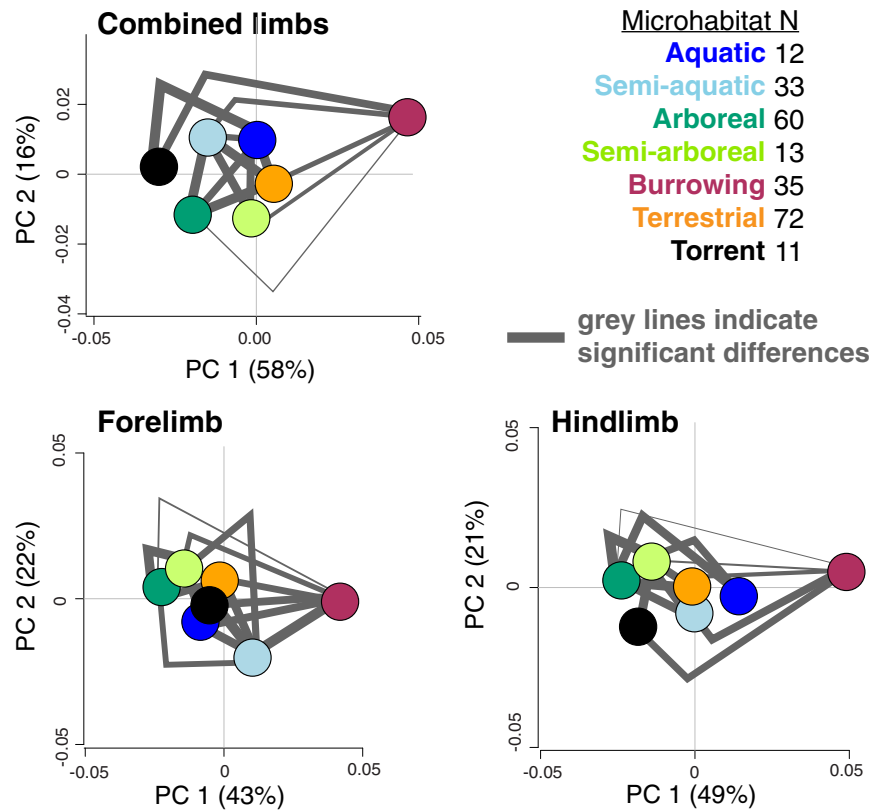 Combined limbs
PC 2 (16%)
0.02
0
-0.02
-0.04
-0.05
0.00
0.05
PC 1 (58%)
Microhabitat N
Aquatic 12
Semi-aquatic 33
Arboreal 60
Semi-arboreal 13
Burrowing 35
Terrestrial 72
Torrent 11
grey lines indicate
significant differences
Forelimb
PC 2 (22%)
0.05
0
-0.05
-0.05
0
0.05
PC 1 (43%)
Hindlimb
PC 2 (21%)
0.05
0
-0.05
-0.05
0
0.05
PC 1 (49%)